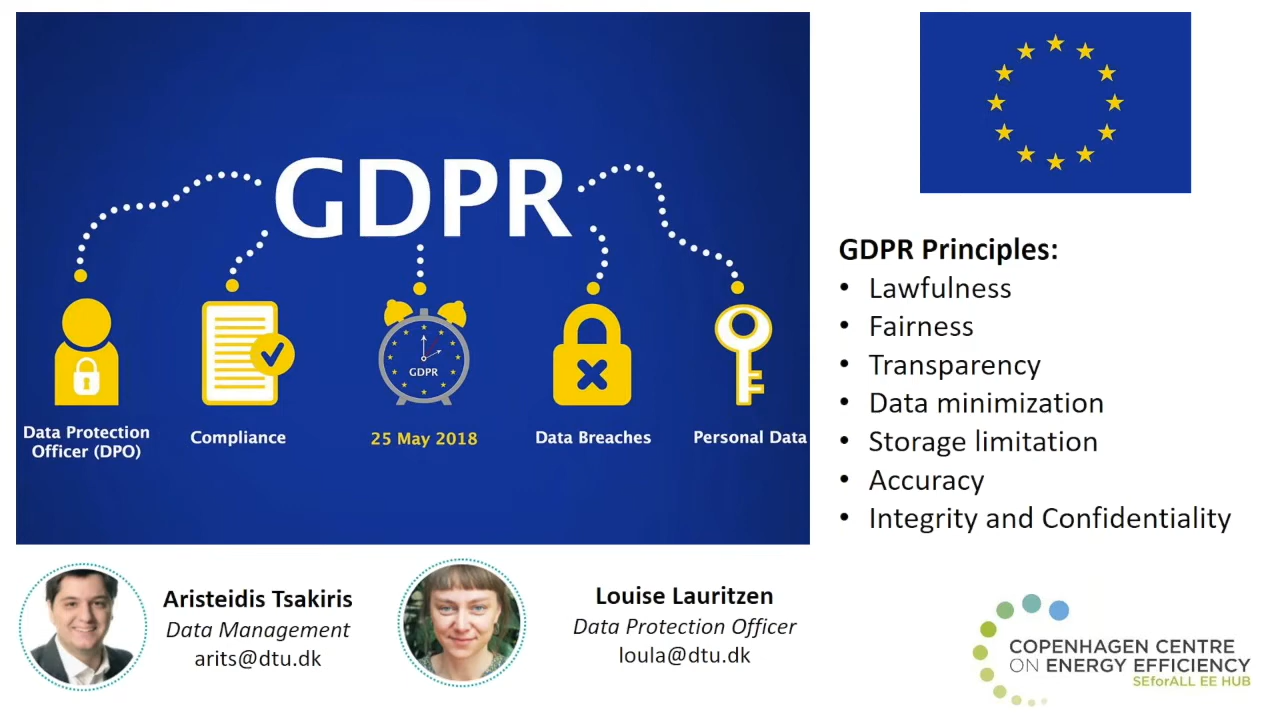 GDPR
GDPR
Data Protection
Officer (DPO)
Compliance
25 May 2018
Data Breaches
Personal Data
GDPR Principles:
• Lawfulness
• Fairness
• Transparency
• Data minimization
• Storage limitation
• Accuracy
• Integrity and Confidentiality
Aristeidis Tsakiris
Data Management
arits@dtu.dk
Louise Lauritzen
Data Protection Officer
loula@dtu.dk
COPENHAGEN CENTRE
ON ENERGY EFFICIENCY
SEforALL EE HUB